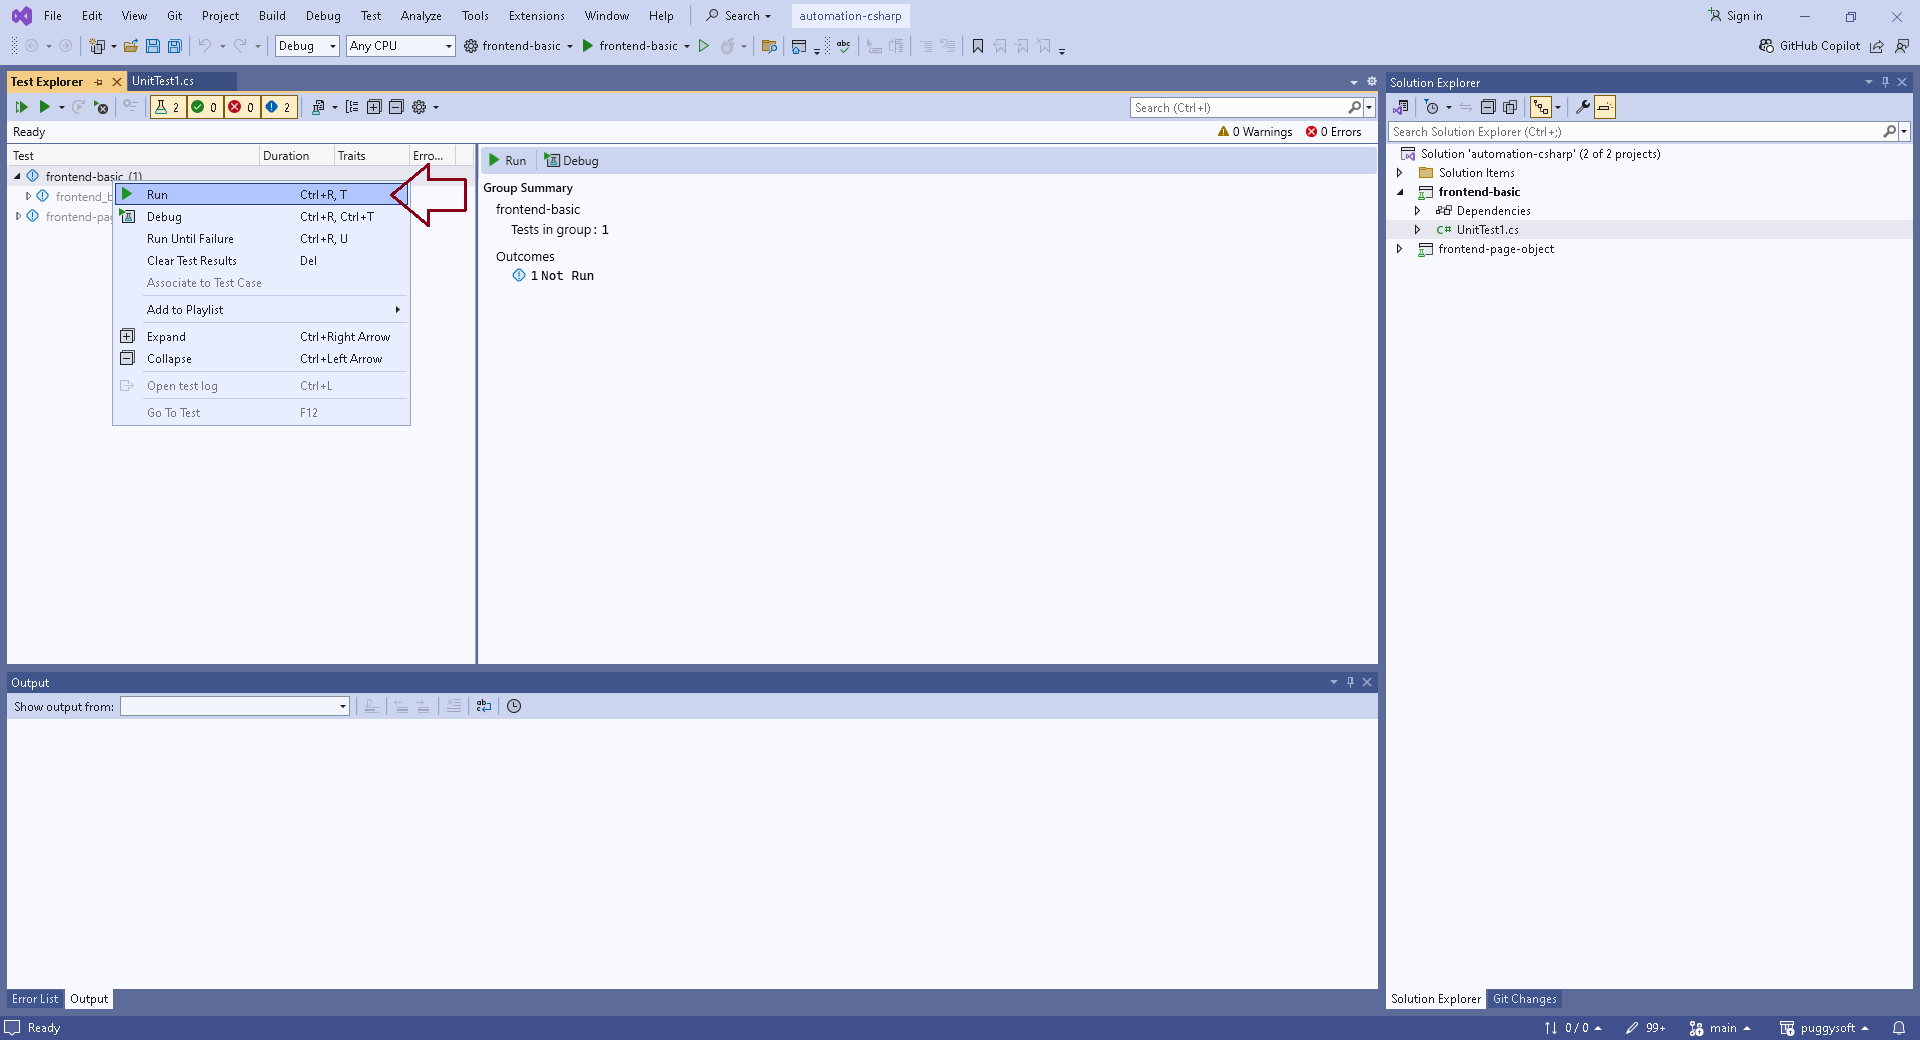 File Edit View Git Project Build Debug Test Analyze Tools Extensions Window Help Search automation-csharp Sign in
Debug Any CPU frontend-basic frontend-basic abc GitHub Copilot
Test Explorer UnitTest1.cs
2 0 0 2 Search (Ctrl+I)
Ready 0 Warnings 0 Errors
Test Duration Traits Erro...
frontend-basic (1)
frontend_b
frontend-pag
Run Ctrl+R, T
Debug Ctrl+R, Ctrl+T
Run Until Failure Ctrl+R, U
Clear Test Results Del
Associate to Test Case
Add to Playlist
Expand Ctrl+Right Arrow
Collapse Ctrl+Left Arrow
Open test log Ctrl+L
Go To Test F12
Run Debug
Group Summary
frontend-basic
Tests in group: 1
Outcomes
1 Not Run
Solution Explorer
Search Solution Explorer (Ctrl+;)
Solution 'automation-csharp' (2 of 2 projects)
Solution Items
frontend-basic
Dependencies
C# UnitTest1.cs
frontend-page-object
Output
Show output from:
Error List Output
Solution Explorer Git Changes
Ready 0 / 0 99+ main puggysoft